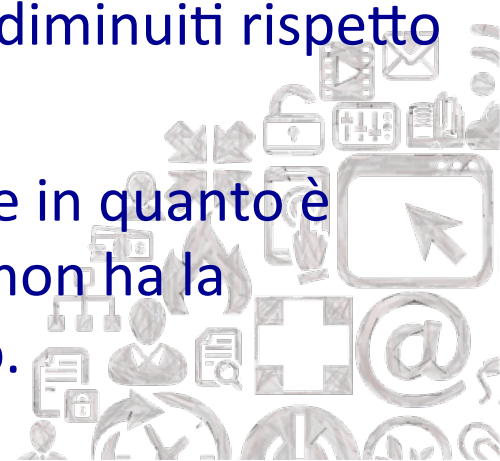 diminuiti rispetto
e in quanto è
non ha la
.